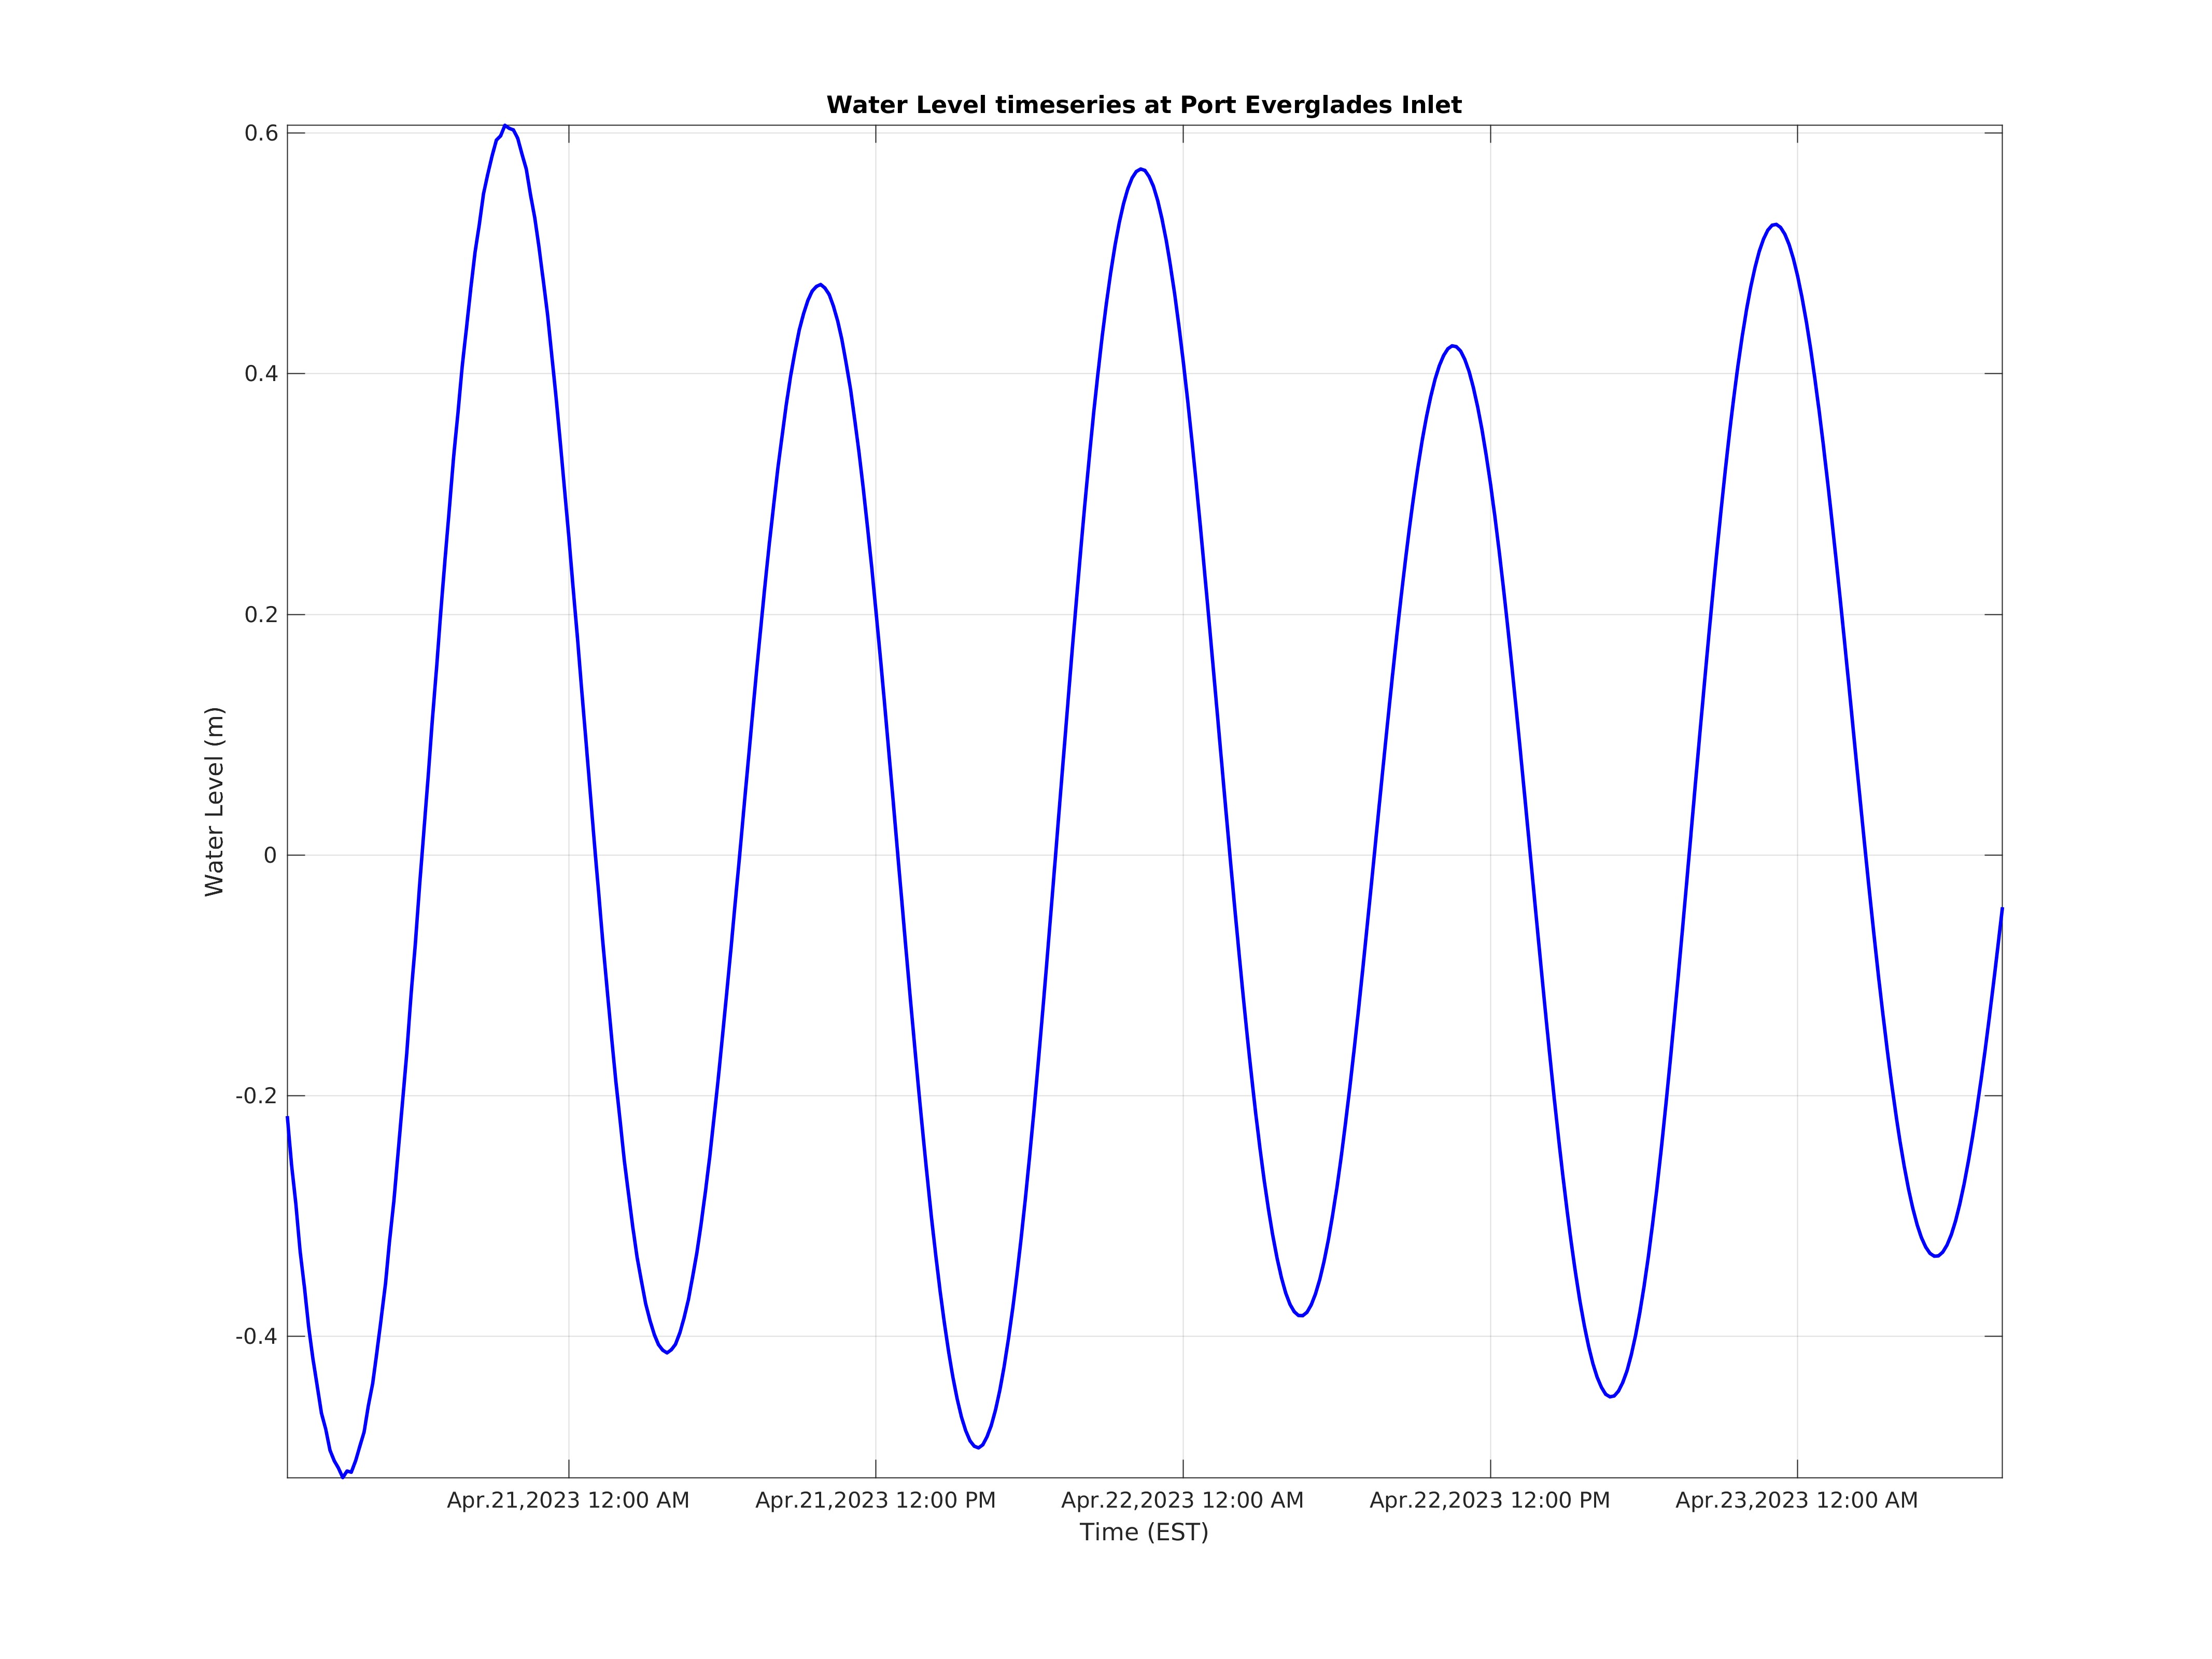 Water Level timeseries at Port Everglades Inlet
0.6
0.4
0.2
0
-0.2
-0.4
Water Level (m)
Apr.21,2023 12:00 AM
Apr.21,2023 12:00 PM
Apr.22,2023 12:00 AM
Apr.22,2023 12:00 PM
Apr.23,2023 12:00 AM
Time (EST)